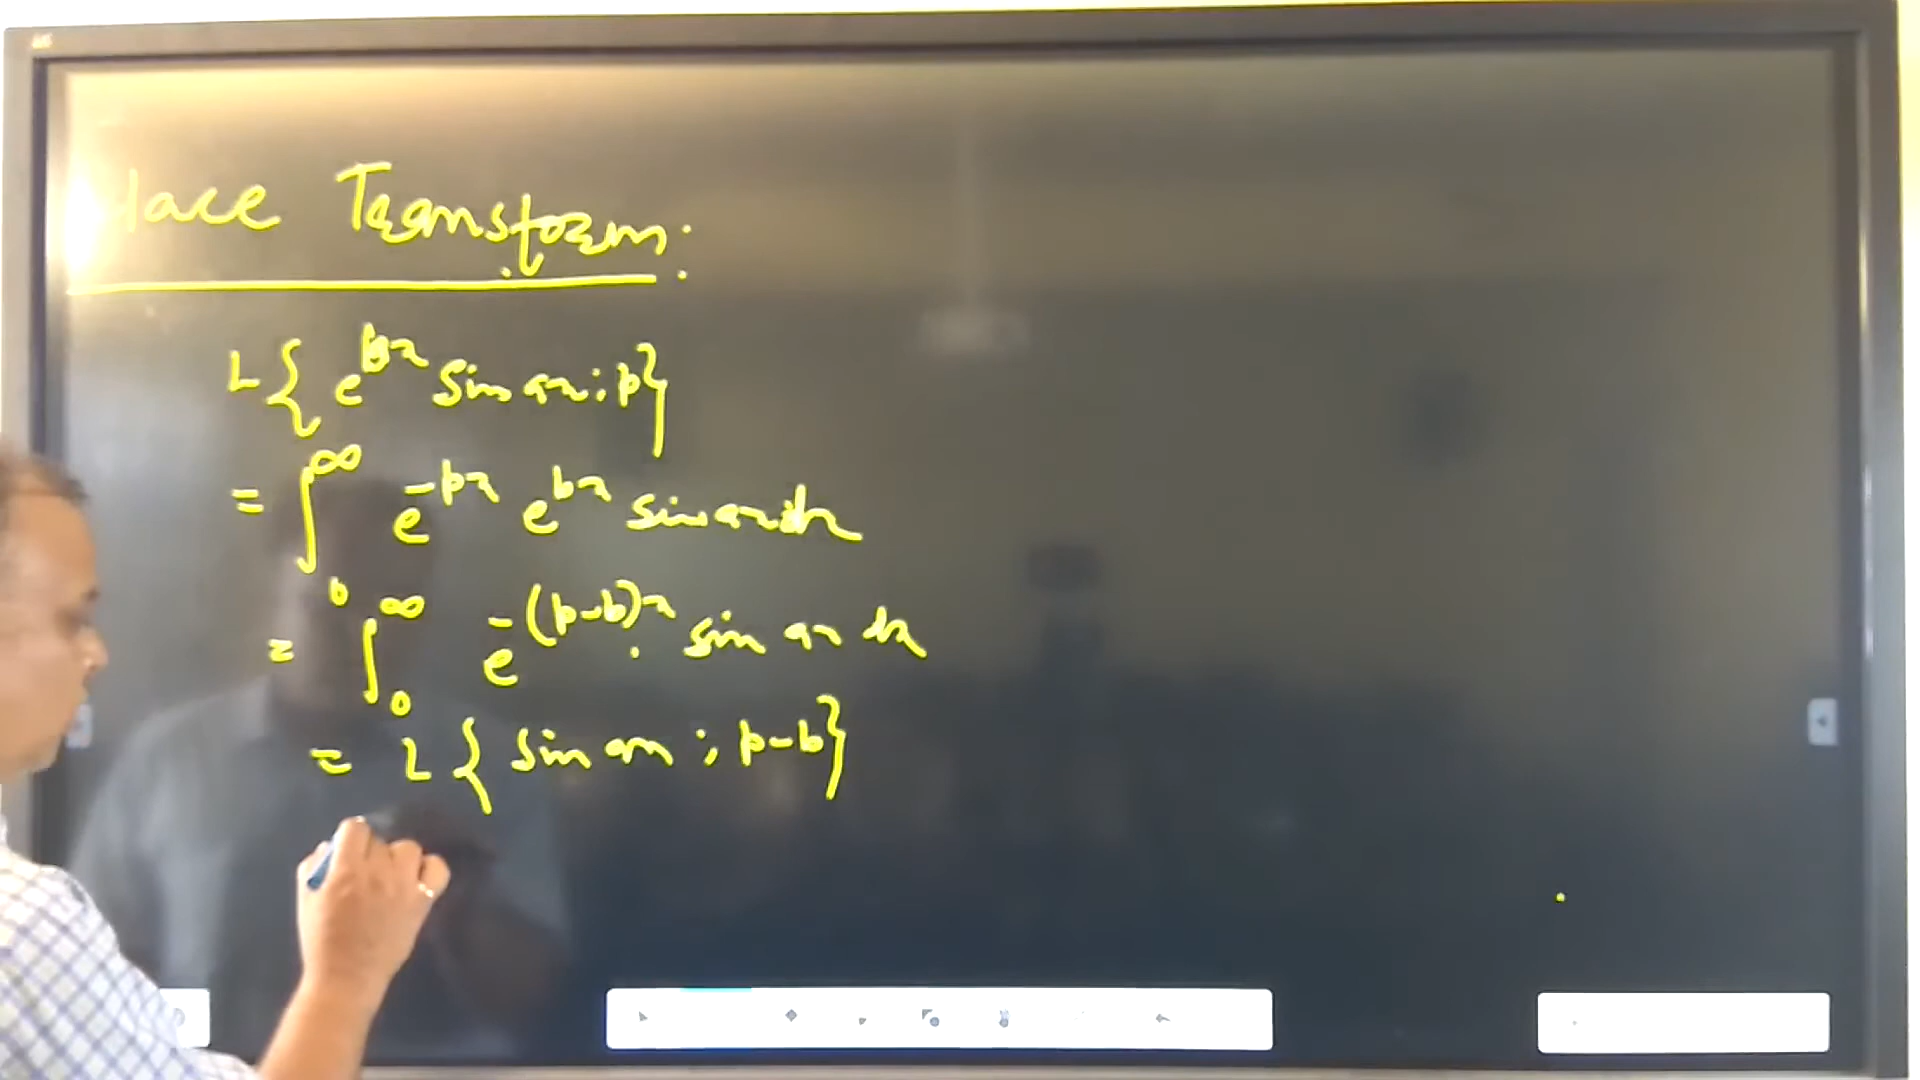 lace Transform:
L{e^{bx} sin ax; p}
= ∫_0^∞ e^{-px} e^{bx} sin ax dx
= ∫_0^∞ e^{-(p-b)x} sin ax dx
= L{sin ax; p-b}